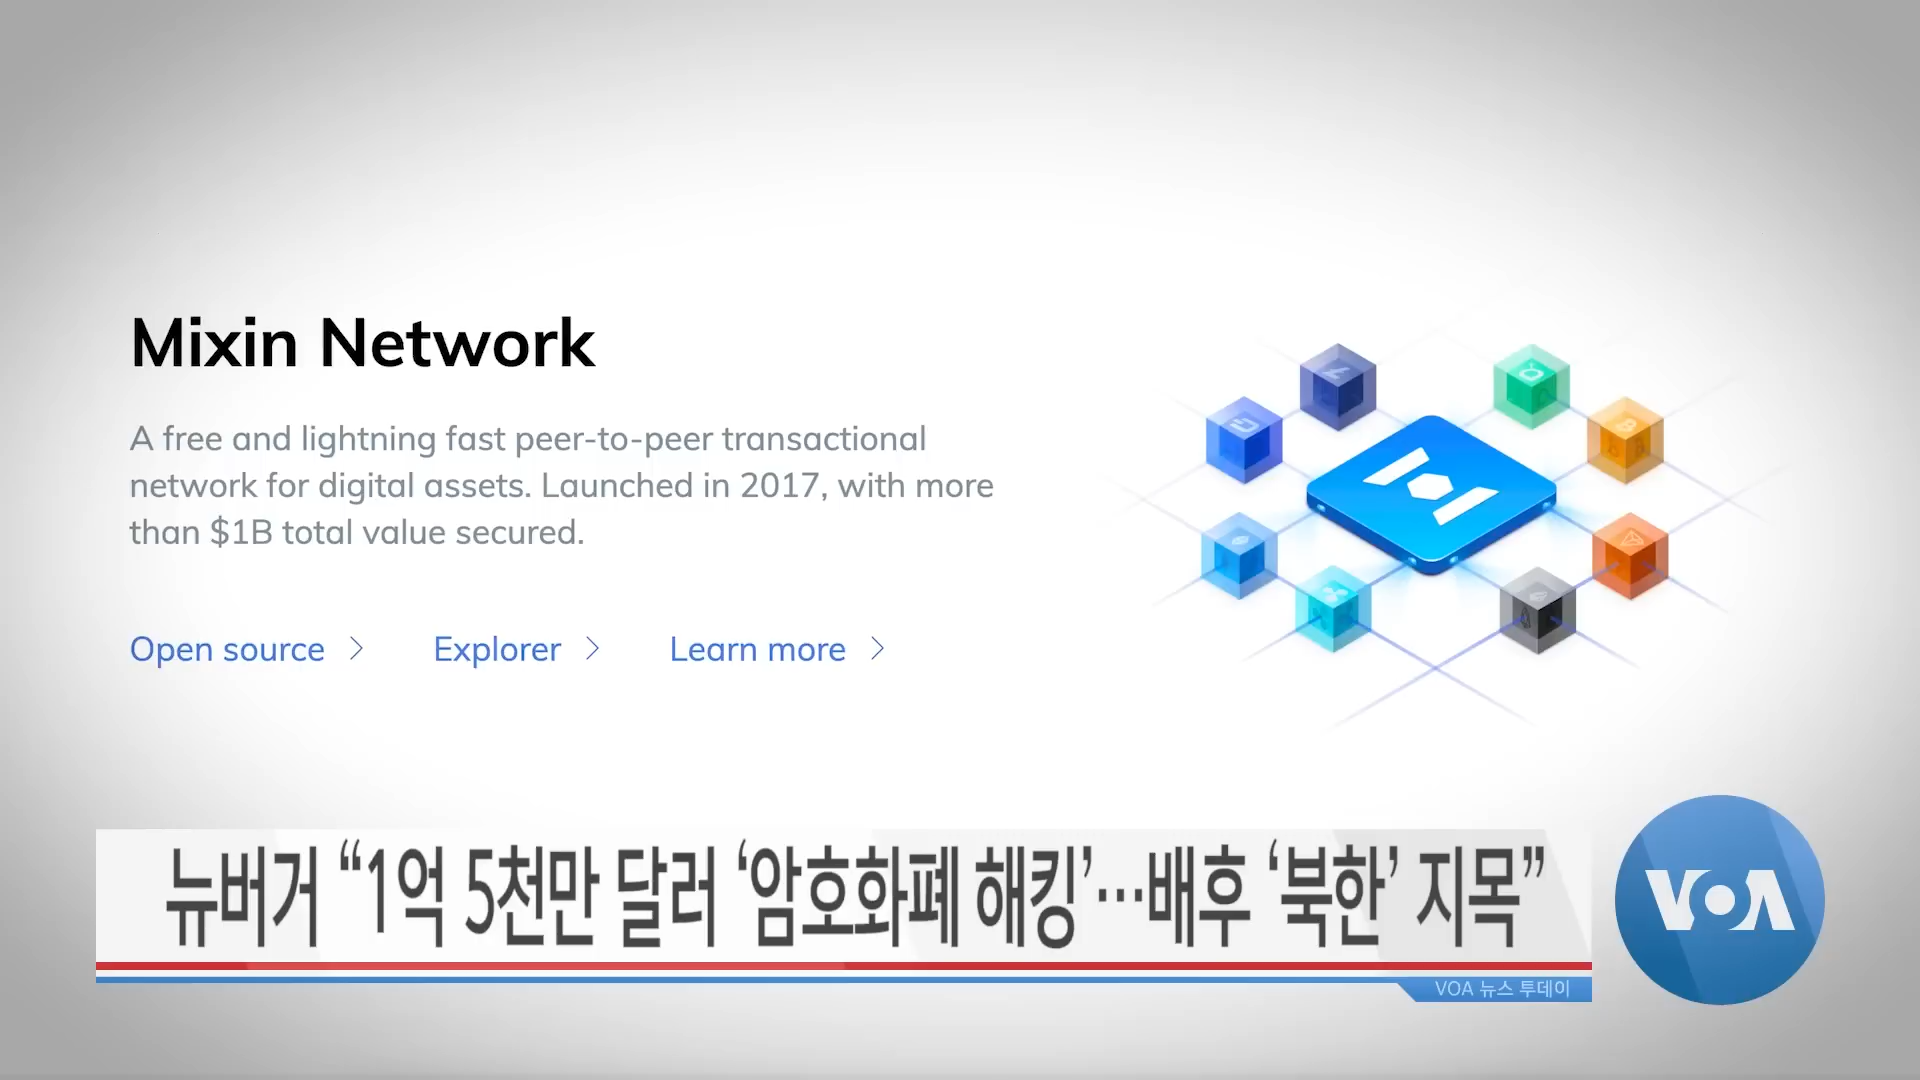 Mixin Network
A free and lightning fast peer-to-peer transactional
network for digital assets. Launched in 2017, with more
than $1B total value secured.
Open source
Explorer
Learn more
뉴버거 “1억 5천만 달러 ‘암호화폐 해킹’…배후 ‘북한’ 지목”
VOA
VOA 뉴스 투데이